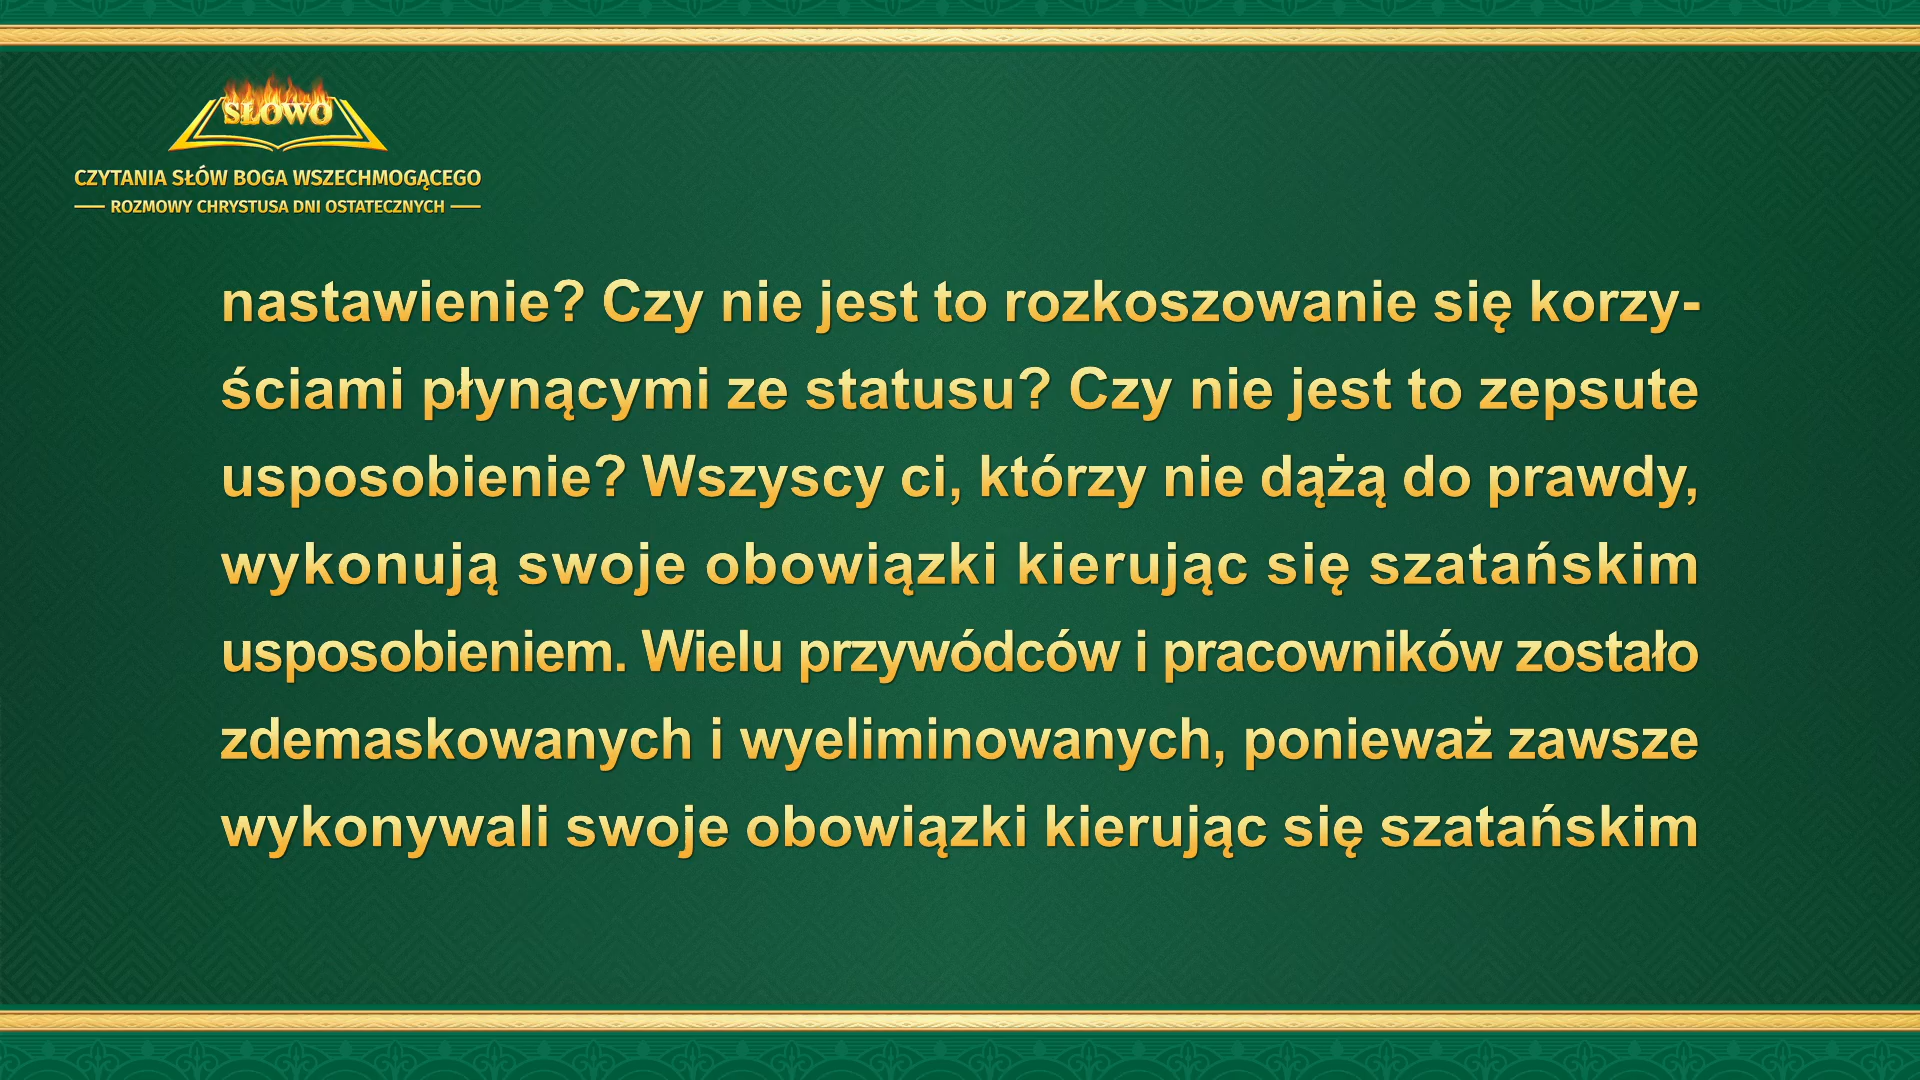 SŁOWO
CZYTANIA SŁÓW BOGA WSZECHMOGĄCEGO
ROZMOWY CHRYSTUSA DNI OSTATECZNYCH
nastawienie? Czy nie jest to rozkoszowanie się korzy-
ściami płynącymi ze statusu? Czy nie jest to zepsute
usposobienie? Wszyscy ci, którzy nie dążą do prawdy,
wykonują swoje obowiązki kierując się szatańskim
usposobieniem. Wielu przywódców i pracowników zostało
zdemaskowanych i wyeliminowanych, ponieważ zawsze
wykonywali swoje obowiązki kierując się szatańskim